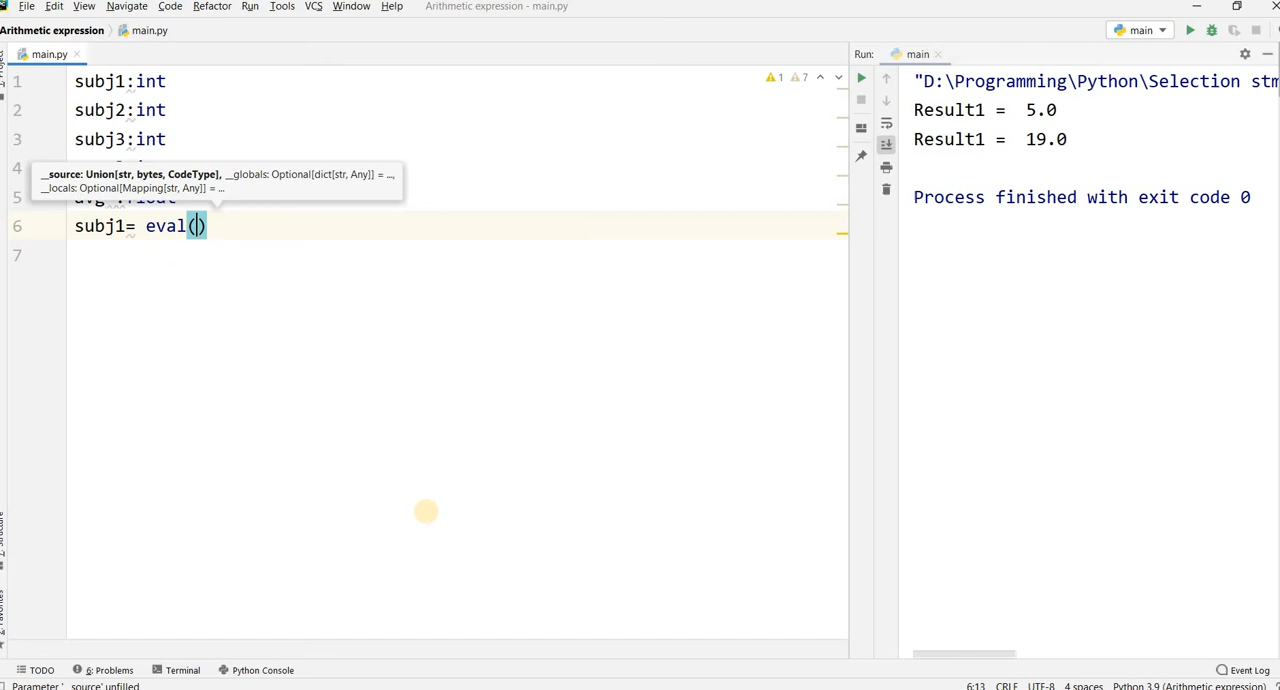 File Edit View Navigate Code Refactor Run Tools VCS Window Help Arithmetic expression - main.py
Arithmetic expression main.py main
main.py Run: main
1 subj1:int 1 7 "D:\Programming\Python\Selection stm
2 subj2:int Result1 = 5.0
3 subj3:int Result1 = 19.0
4 __source: Union[str, bytes, CodeType], __globals: Optional[dict[str, Any]] = ...,
__locals: Optional[Mapping[str, Any]] = ...
5 Process finished with exit code 0
6 subj1= eval()
7
TODO 6: Problems Terminal Python Console Event Log
Parameter '__source' unfilled 6:13 CRLF UTF-8 4 spaces Python 3.9 (Arithmetic expression)